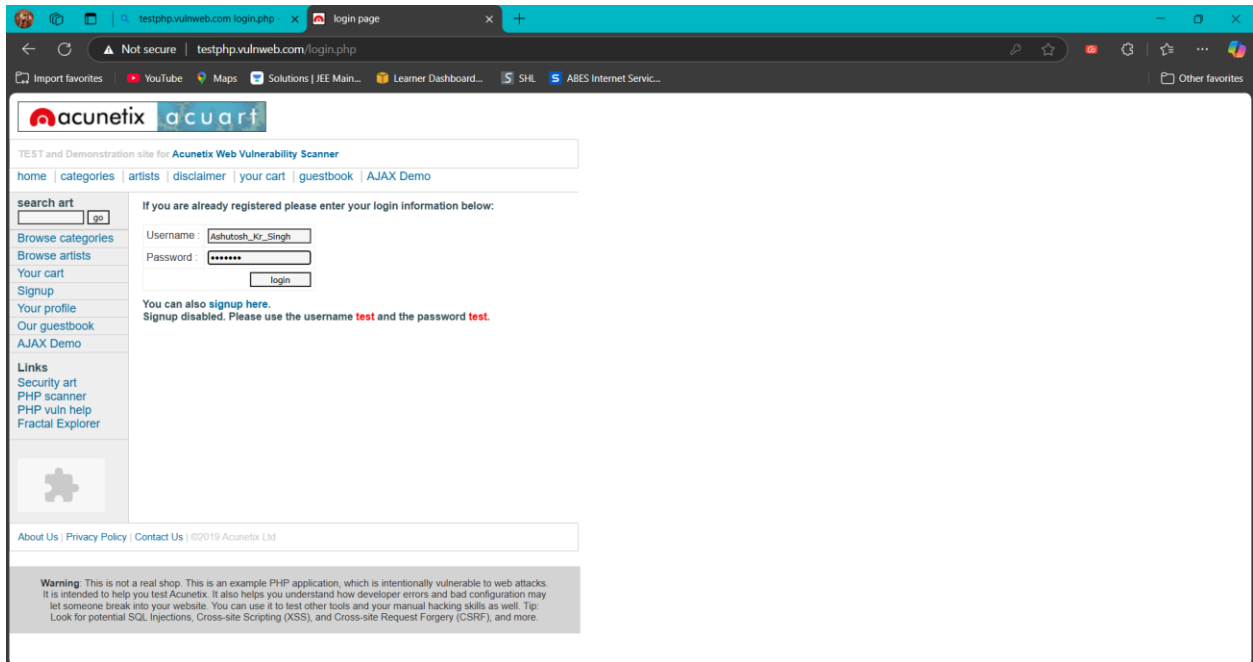 testphp.vulnweb.com login.php -
login page
Not secure | testphp.vulnweb.com/login.php
Import favorites YouTube Maps Solutions | JEE Main... Learner Dashboard... SHL ABES Internet Servic... Other favorites
acunetix acuart
TEST and Demonstration site for Acunetix Web Vulnerability Scanner
home | categories | artists | disclaimer | your cart | guestbook | AJAX Demo
search art
go
Browse categories
Browse artists
Your cart
Signup
Your profile
Our guestbook
AJAX Demo
Links
Security art
PHP scanner
PHP vuln help
Fractal Explorer
If you are already registered please enter your login information below:
Username : Ashutosh_Kr_Singh
Password : •••••••
login
You can also signup here.
Signup disabled. Please use the username test and the password test.
About Us | Privacy Policy | Contact Us | ©2019 Acunetix Ltd
Warning: This is not a real shop. This is an example PHP application, which is intentionally vulnerable to web attacks.
It is intended to help you test Acunetix. It also helps you understand how developer errors and bad configuration may
let someone break into your website. You can use it to test other tools and your manual hacking skills as well. Tip:
Look for potential SQL Injections, Cross-site Scripting (XSS), and Cross-site Request Forgery (CSRF), and more.